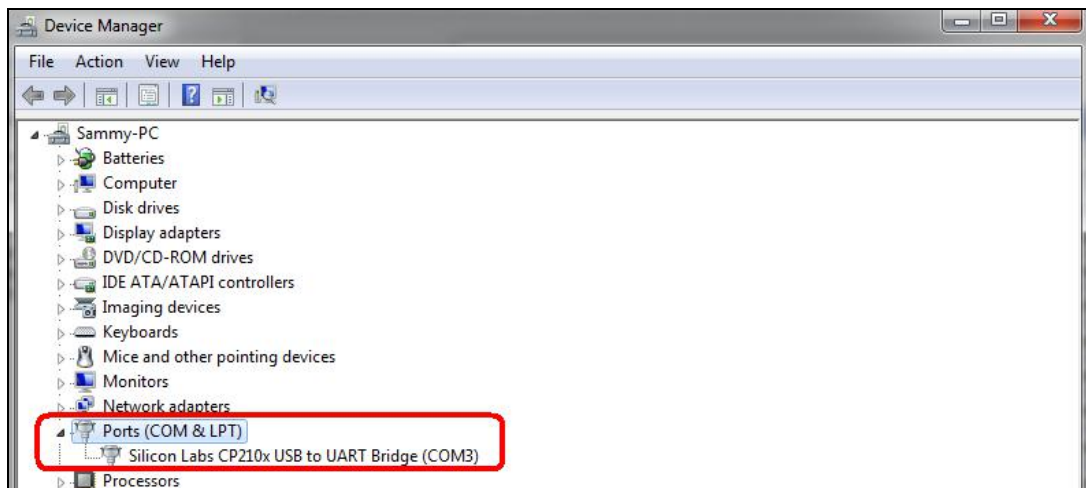 Device Manager
File Action View Help
Sammy-PC
Batteries
Computer
Disk drives
Display adapters
DVD/CD-ROM drives
IDE ATA/ATAPI controllers
Imaging devices
Keyboards
Mice and other pointing devices
Monitors
Network adapters
Ports (COM & LPT)
Silicon Labs CP210x USB to UART Bridge (COM3)
Processors